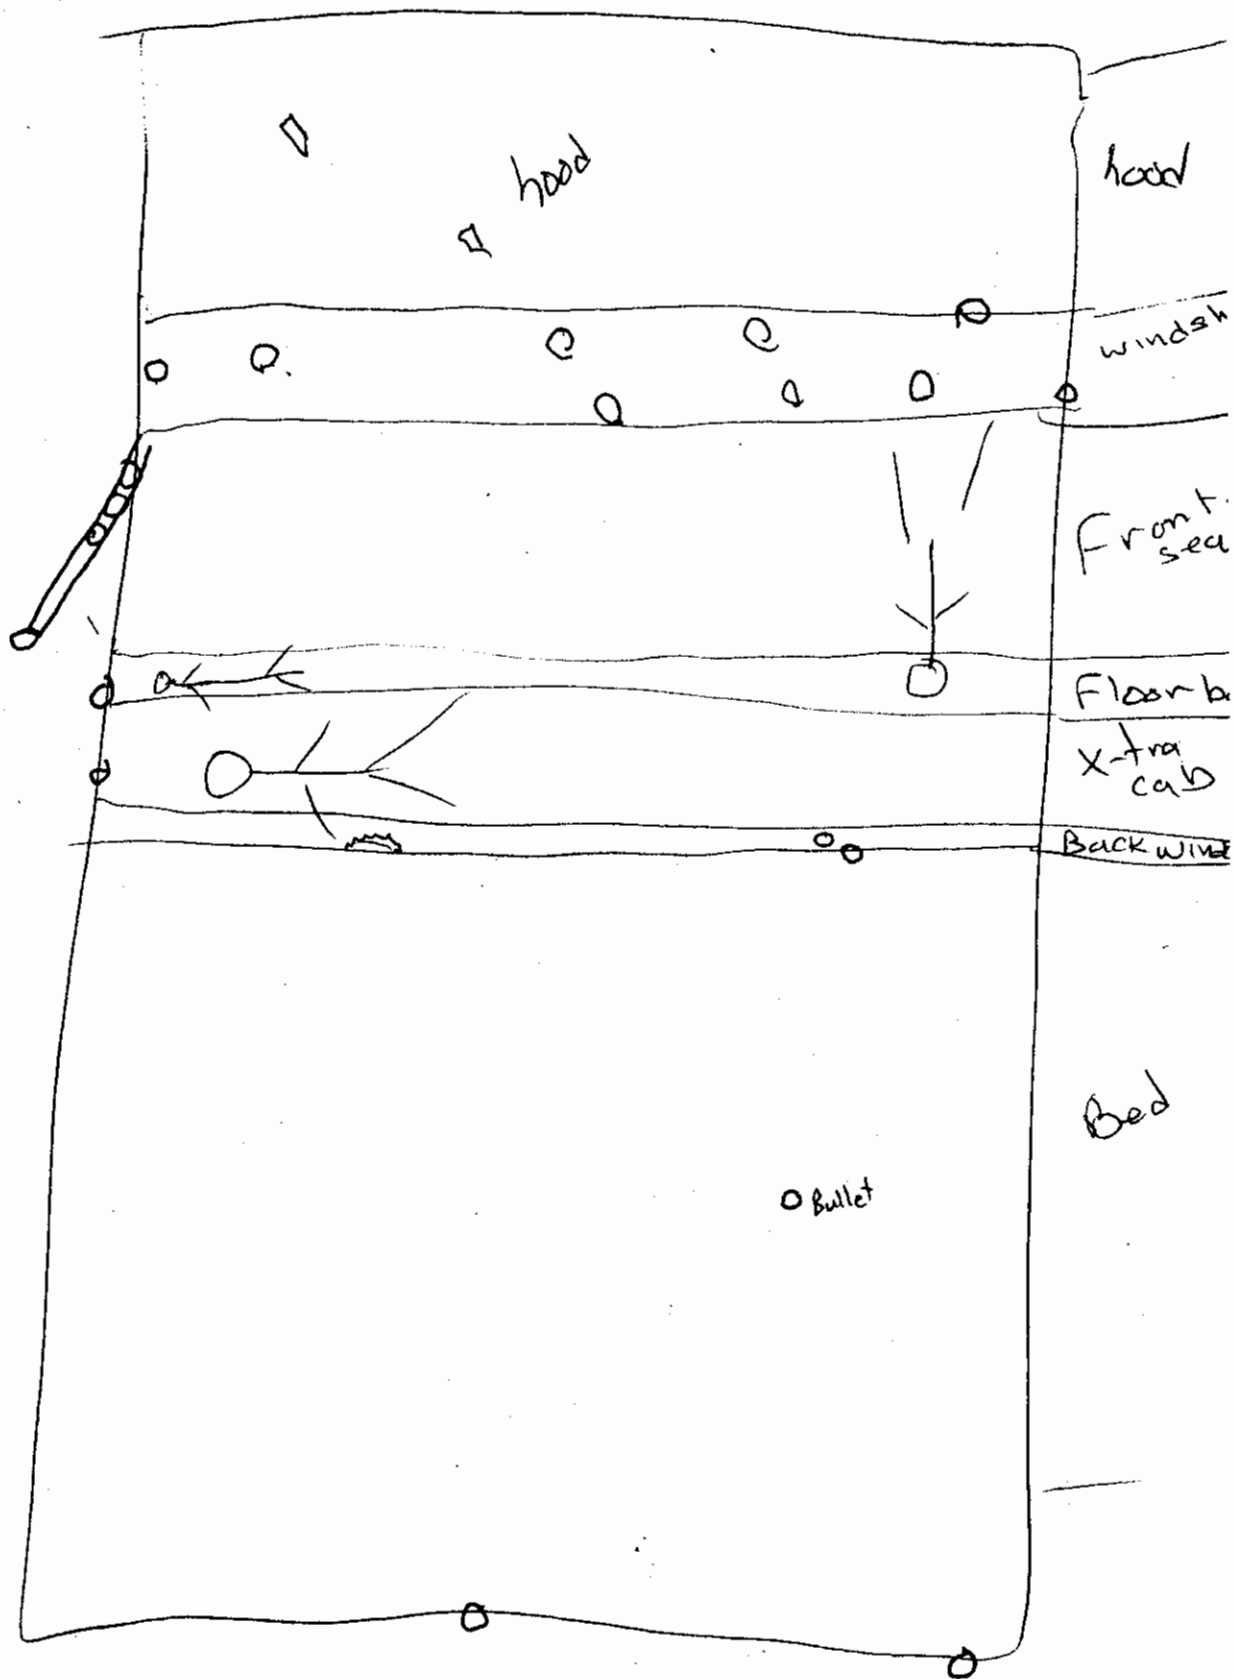 hood
hood
windsh
Front
sea
Floor b
X-tra
cab
Back wind
Bed
Bullet